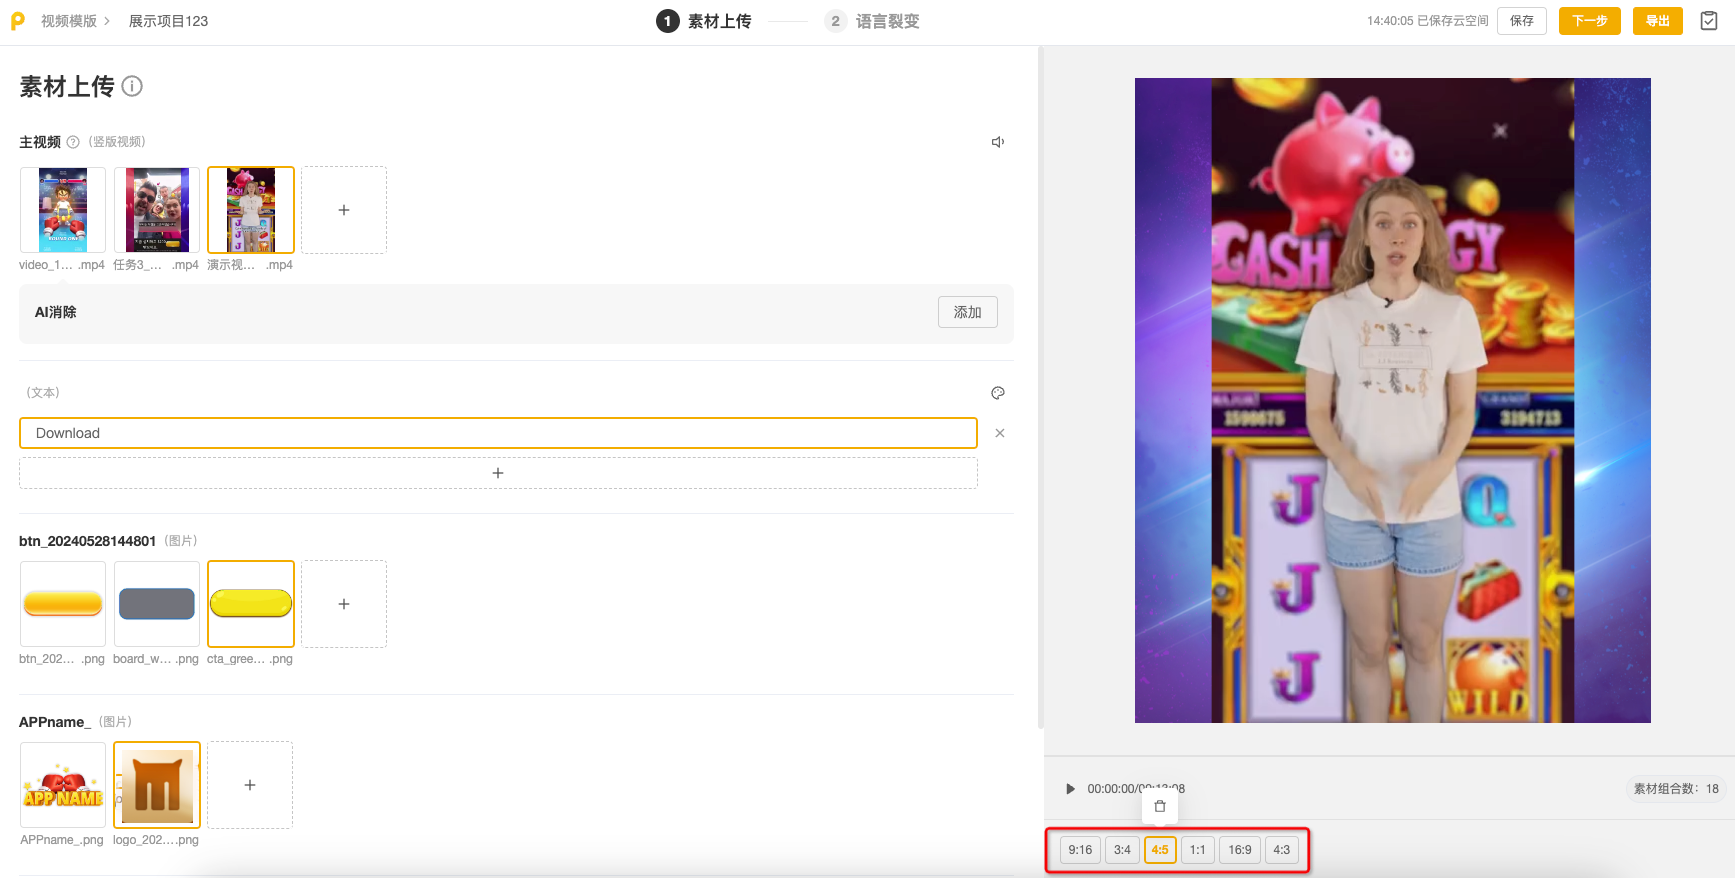 视频模版 > 展示项目123
1 素材上传
2 语言裂变
14:40:05 已保存云空间
保存
下一步
导出
素材上传
主视频 (竖版视频)
video_1... .mp4
任务3_... .mp4
演示视... .mp4
AI消除
添加
(文本)
Download
btn_20240528144801 (图片)
btn_202... .png
board_w... .png
cta_gree... .png
APPname_ (图片)
APP NAME
APPname_.png
logo_202....png
CASH
MAJOR
1599675
GRAND
3194713
J
Q
J
J
WILD
00:00:00/00:13:08
素材组合数: 18
9:16
3:4
4:5
1:1
16:9
4:3